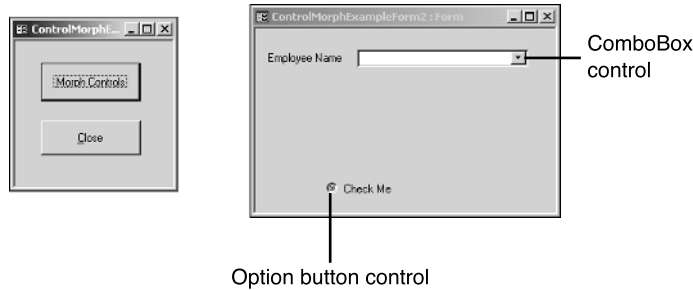 ControlMorphE...
Morph Controls
Close
ControlMorphExampleForm2 : Form
Employee Name
Check Me
ComboBox
control
Option button control